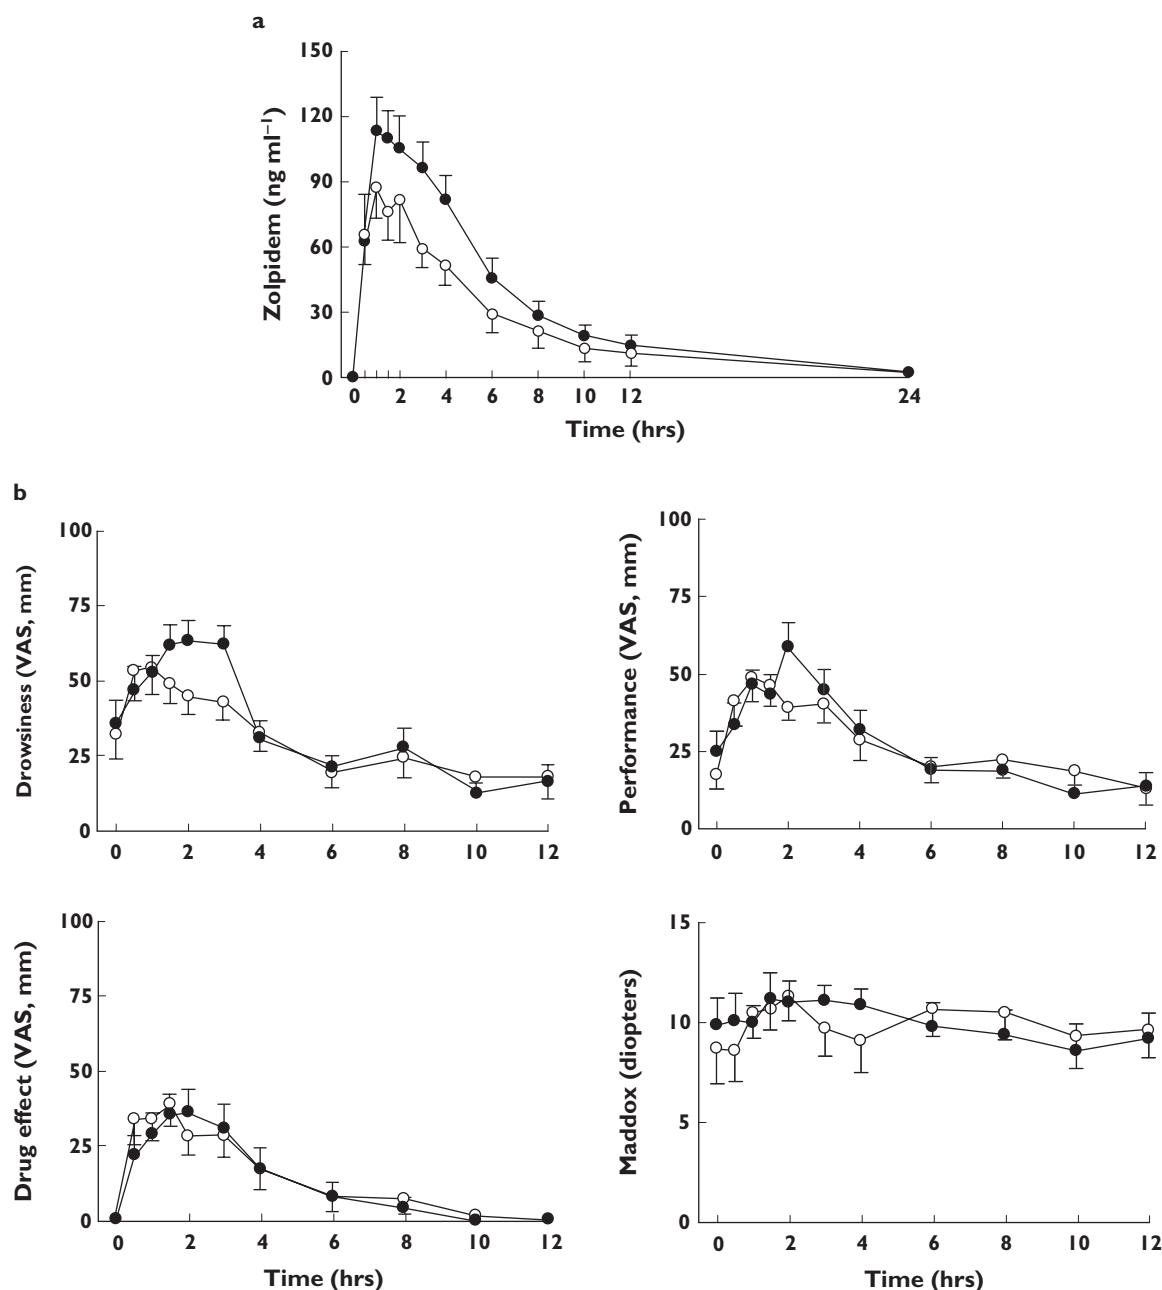 a
150
120
90
60
30
0
Zolpidem (ng ml⁻¹)
0 2 4 6 8 10 12 24
Time (hrs)
b
100
75
50
25
0
Drowsiness (VAS, mm)
0 2 4 6 8 10 12
100
75
50
25
0
Performance (VAS, mm)
0 2 4 6 8 10 12
100
75
50
25
0
Drug effect (VAS, mm)
0 2 4 6 8 10 12
Time (hrs)
15
10
5
0
Maddox (diopters)
0 2 4 6 8 10 12
Time (hrs)